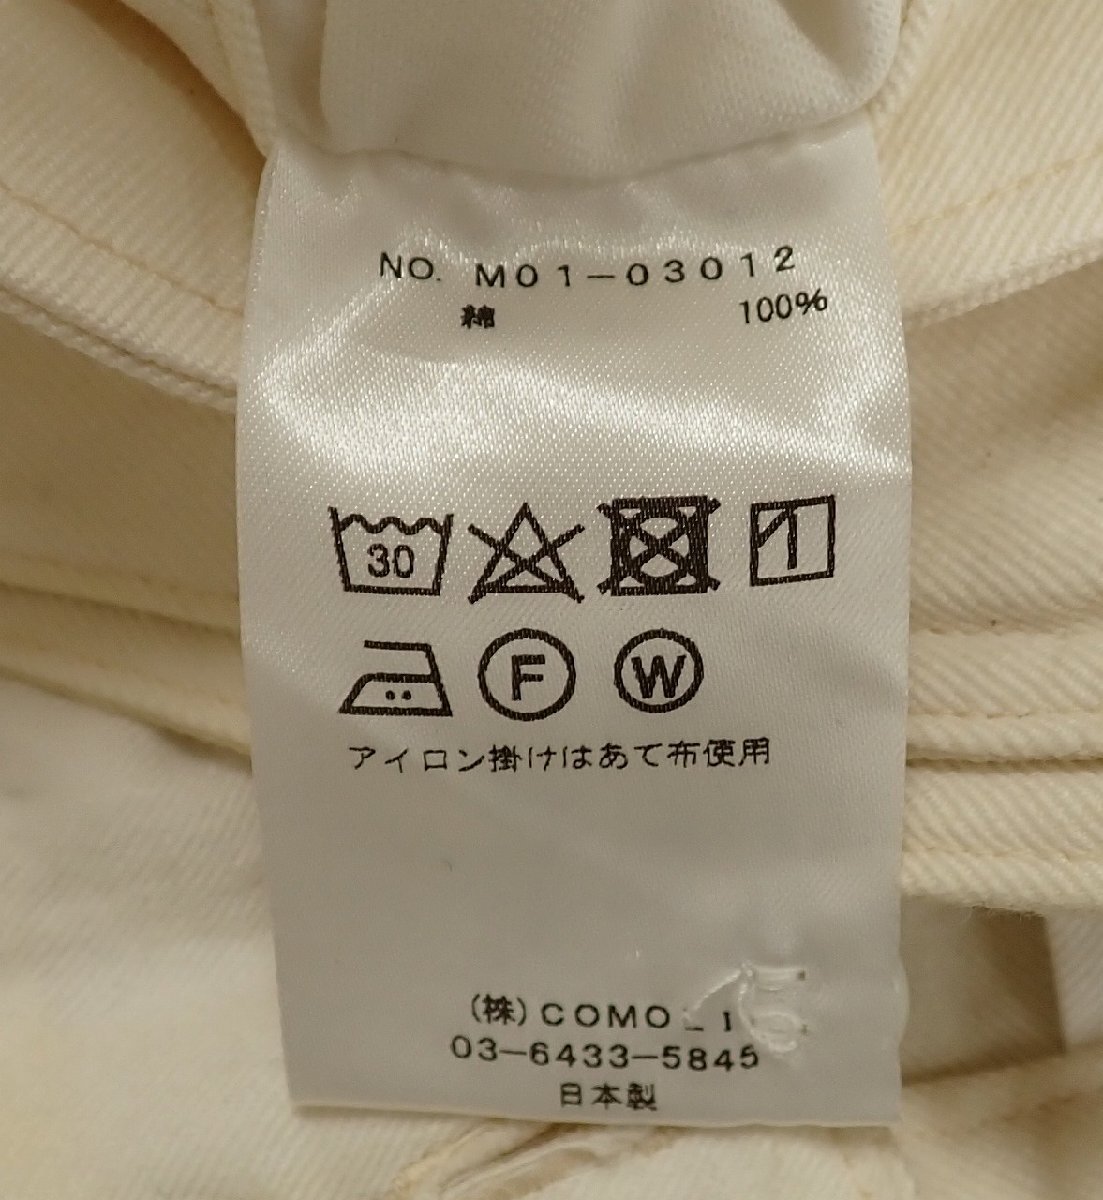 NO. M01-03012
綿 100%
30
F W
アイロン掛けはあて布使用
(株)COMO
03-6433-5845
日本製